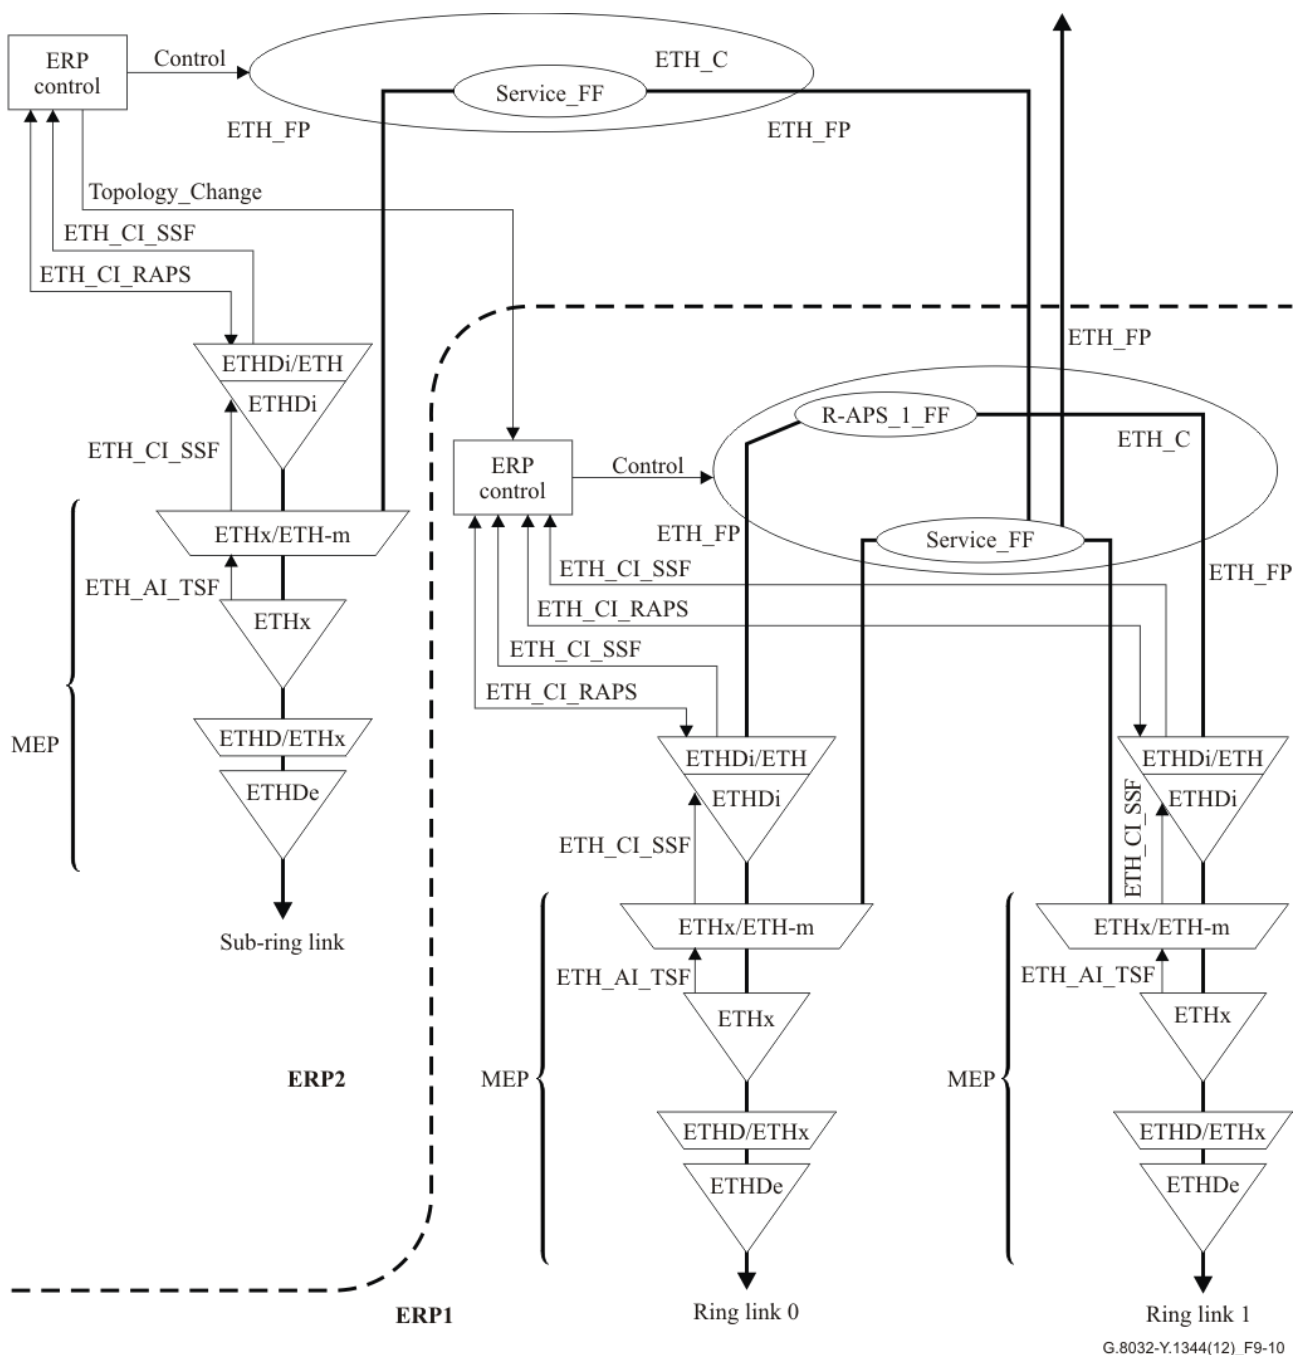 ERP
control
Control
ETH_C
Service_FF
ETH_FP
ETH_FP
Topology_Change
ETH_CI_SSF
ETH_CI_RAPS
ETH_FP
ETHDi/ETH
ETHDi
R-APS_1_FF
ETH_C
ETH_CI_SSF
ERP
control
Control
ETHx/ETH-m
ETH_FP
Service_FF
ETH_CI_SSF
ETH_FP
ETH_AI_TSF
ETH_CI_RAPS
ETHx
ETH_CI_SSF
ETH_CI_RAPS
MEP
ETHD/ETHx
ETHDe
ETHDi/ETH
ETHDi
ETHDi/ETH
ETHDi
ETH_CI_SSF
ETH_CI_SSF
Sub-ring link
ETHx/ETH-m
ETHx/ETH-m
ETH_AI_TSF
ETH_AI_TSF
ETHx
ETHx
ERP2
MEP
MEP
ETHD/ETHx
ETHD/ETHx
ETHDe
ETHDe
ERP1
Ring link 0
Ring link 1
G.8032-Y.1344(12)_F9-10